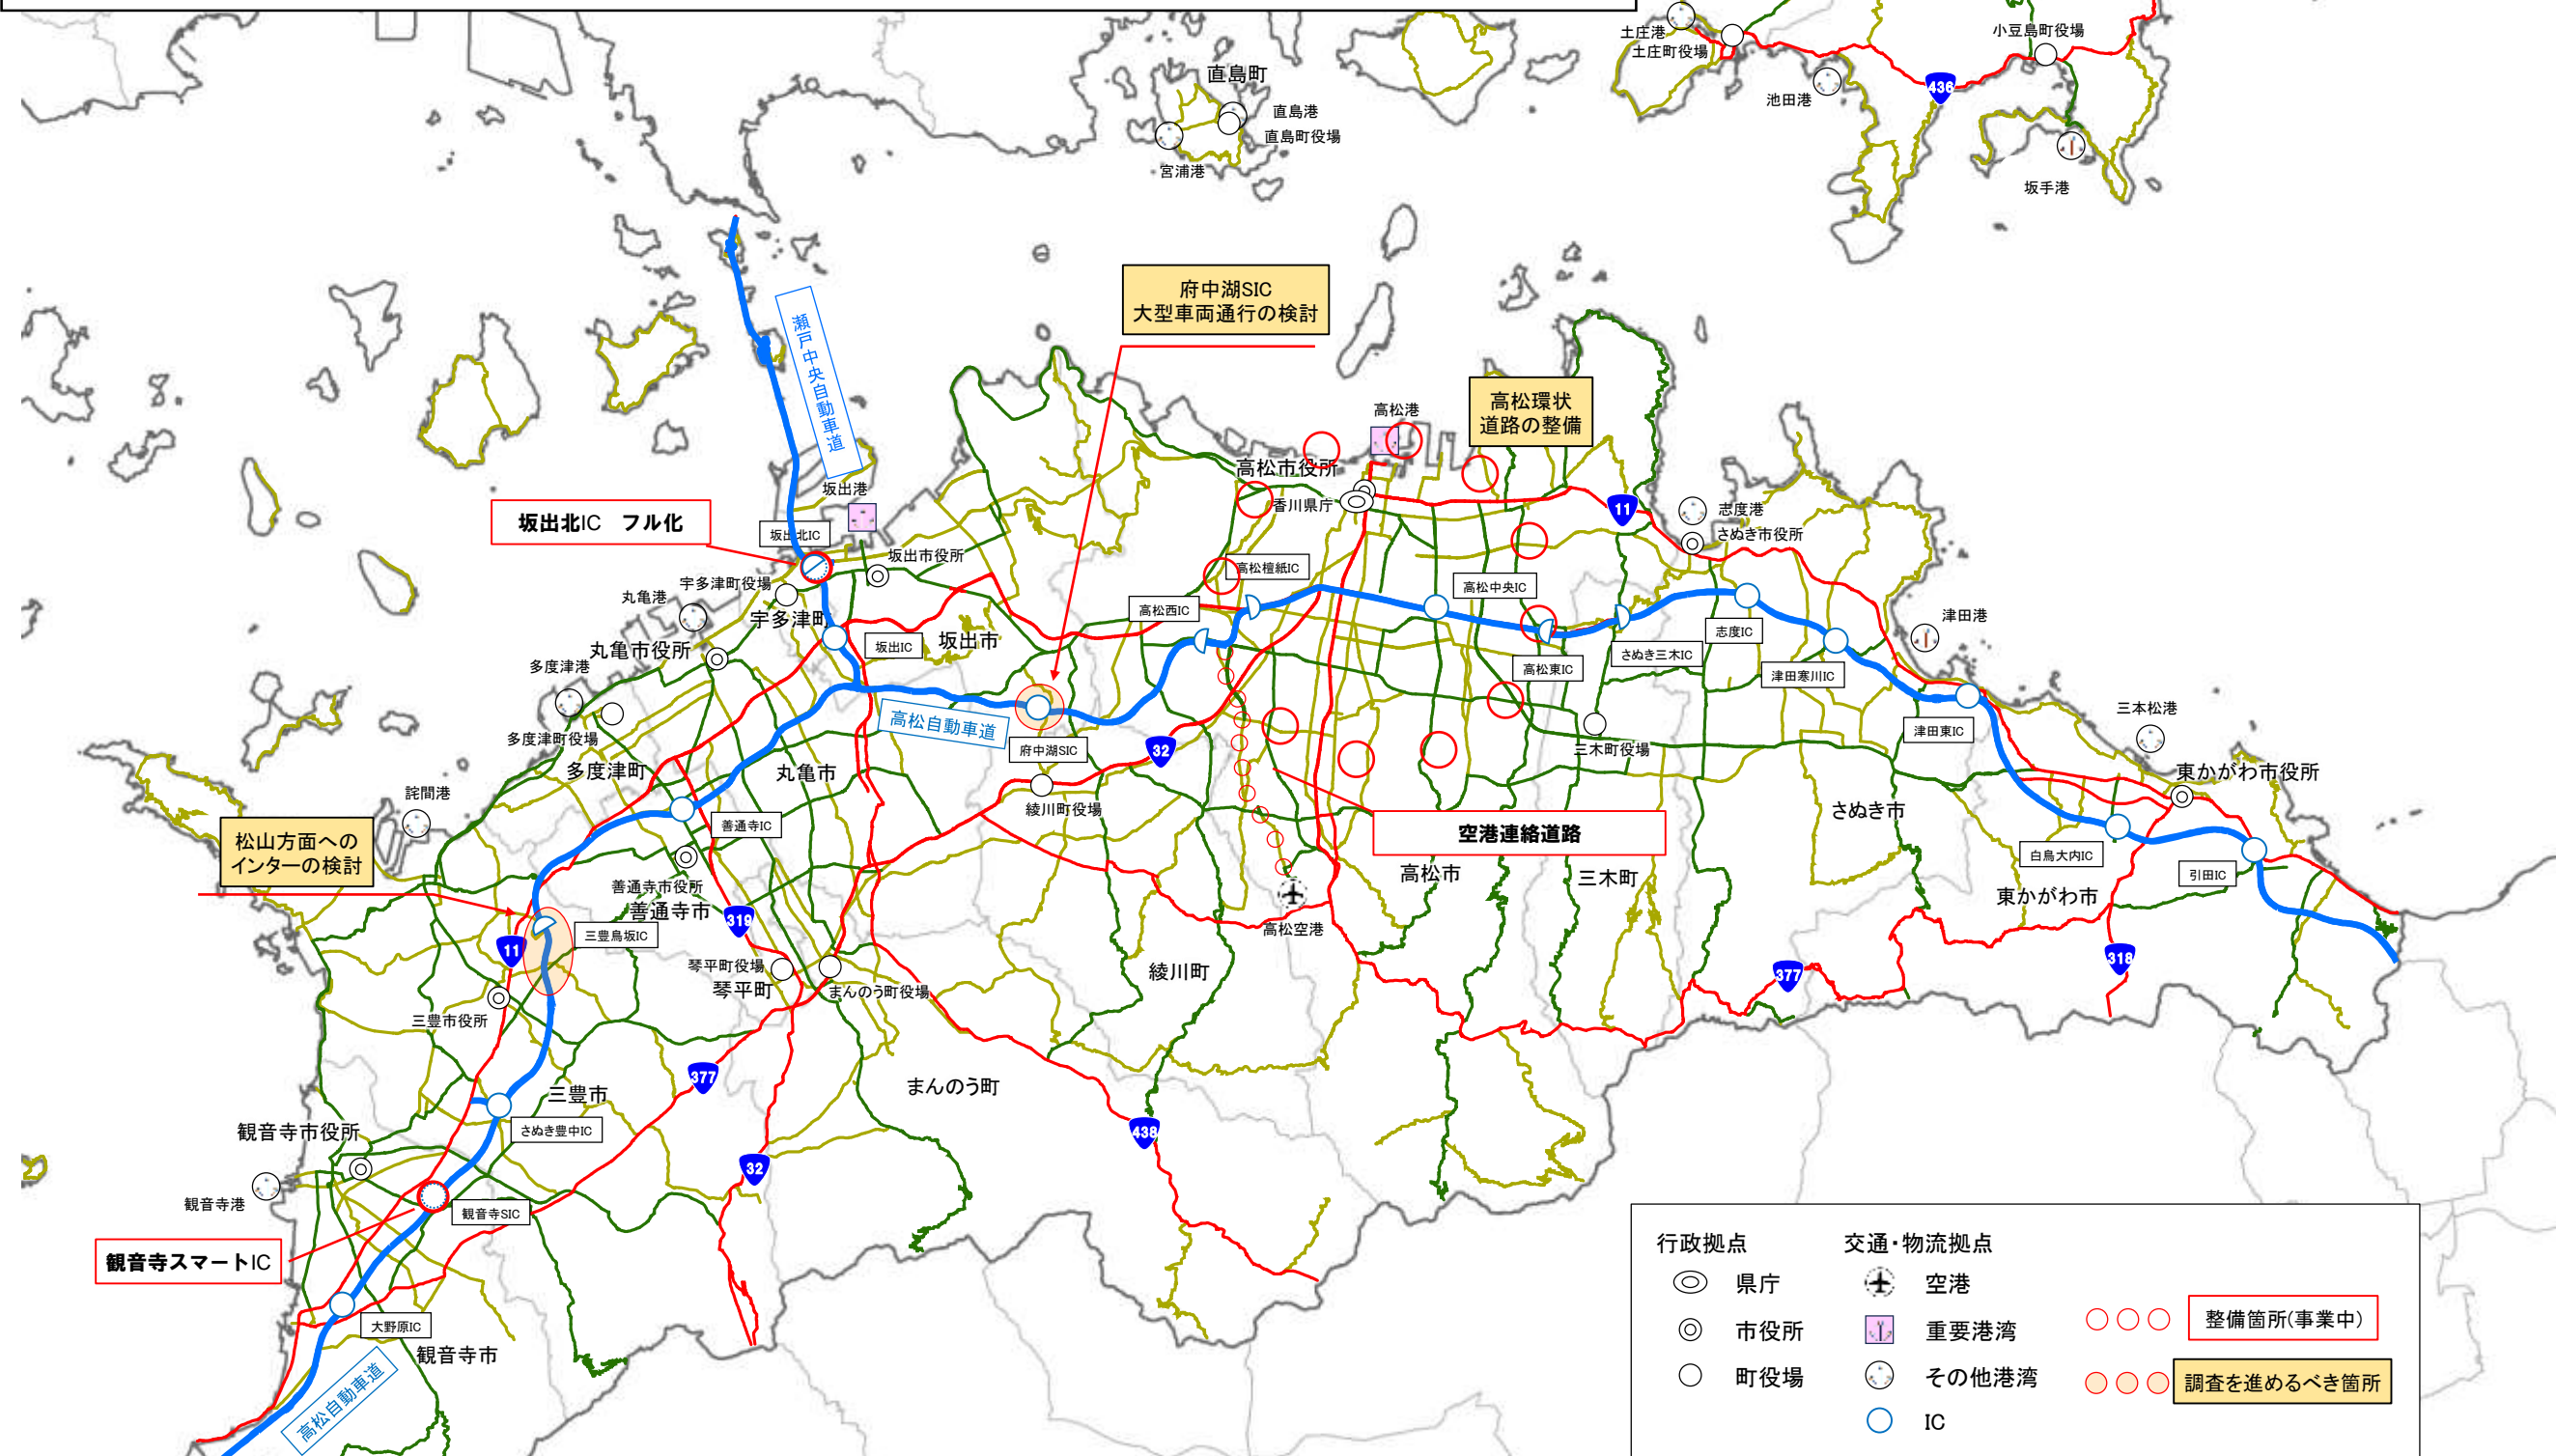 土庄港
土庄町役場
小豆島町役場
池田港
436
坂手港
直島町
直島港
直島町役場
宮浦港
府中湖SIC
大型車両通行の検討
瀬戸中央自動車道
高松環状
道路の整備
高松港
高松市役所
香川県庁
11
志度港
さぬき市役所
坂出北IC フル化
坂出港
坂出北IC
坂出市役所
宇多津町役場
丸亀港
宇多津町
高松檀紙IC
高松西IC
高松中央IC
志度IC
津田港
坂出IC
坂出市
丸亀市役所
多度津港
高松東IC
さぬき三木IC
津田寒川IC
高松自動車道
府中湖SIC
32
三木町役場
津田東IC
三本松港
多度津町役場
多度津町
丸亀市
綾川町役場
東かがわ市役所
詫間港
善通寺IC
空港連絡道路
さぬき市
松山方面への
インターの検討
白鳥大内IC
引田IC
善通寺市役所
善通寺市
319
高松市
三木町
東かがわ市
三豊鳥坂IC
11
高松空港
琴平町役場
琴平町
まんのう町役場
綾川町
377
318
三豊市役所
377
三豊市
まんのう町
438
さぬき豊中IC
観音寺市役所
32
観音寺港
観音寺SIC
観音寺スマートIC
大野原IC
観音寺市
高松自動車道
行政拠点
交通・物流拠点
県庁
空港
市役所
重要港湾
整備箇所(事業中)
町役場
その他港湾
調査を進めるべき箇所
IC